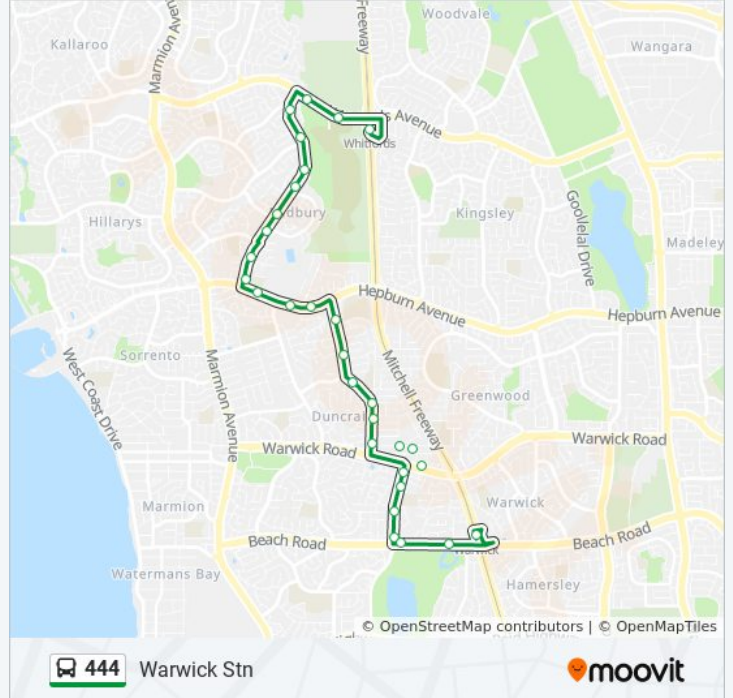 Woodvale
Kallaroo
Marmion Avenue
Freeway
Wangara
s Avenue
Whitfords
Hillarys
Kingsley
Goollelal Drive
Madeley
Hepburn Avenue
Hepburn Avenue
Sorrento
West Coast Drive
Marmion Avenue
Mitchell Freeway
Greenwood
Duncraig
Warwick Road
Warwick Road
Marmion
Warwick
Beach Road
Beach Road
Watermans Bay
Hamersley
© OpenStreetMap contributors | © OpenMapTiles
444 Warwick Stn
moovit